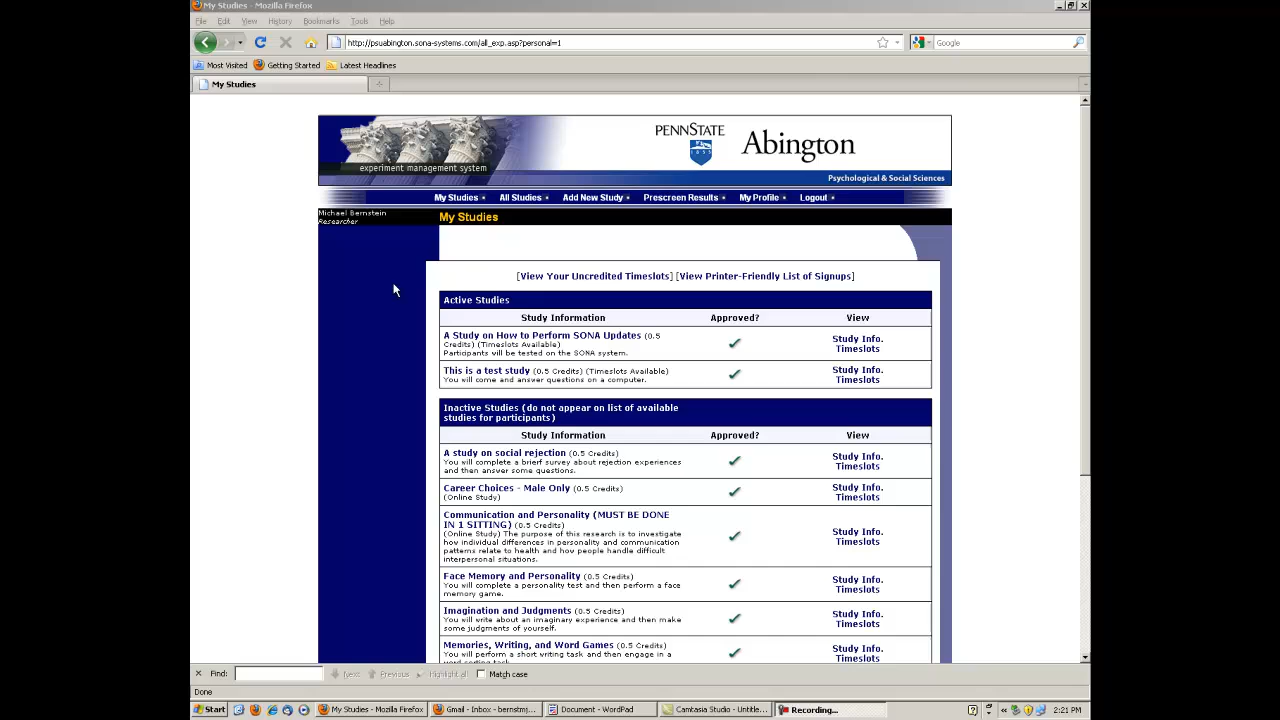 My Studies - Mozilla Firefox
File Edit View History Bookmarks Tools Help
http://psuabington.sona-systems.com/all_exp.asp?personal=1
Google
Most Visited Getting Started Latest Headlines
My Studies
PENNSTATE
1855
Abington
experiment management system
Psychological & Social Sciences
My Studies All Studies Add New Study Prescreen Results My Profile Logout
Michael Bernstein
Researcher
My Studies
[View Your Uncredited Timeslots] [View Printer-Friendly List of Signups]
Active Studies
Study Information Approved? View
A Study on How to Perform SONA Updates (0.5
Credits) (Timeslots Available)
Participants will be tested on the SONA system.
Study Info.
Timeslots
This is a test study (0.5 Credits) (Timeslots Available)
You will come and answer questions on a computer.
Study Info.
Timeslots
Inactive Studies (do not appear on list of available
studies for participants)
Study Information Approved? View
A study on social rejection (0.5 Credits)
You will complete a brierf survey about rejection experiences
and then answer some questions.
Study Info.
Timeslots
Career Choices - Male Only (0.5 Credits)
(Online Study)
Study Info.
Timeslots
Communication and Personality (MUST BE DONE
IN 1 SITTING) (0.5 Credits)
(Online Study) The purpose of this research is to investigate
how individual differences in personality and communication
patterns relate to health and how people handle difficult
interpersonal situations.
Study Info.
Timeslots
Face Memory and Personality (0.5 Credits)
You will complete a personality test and then perform a face
memory game.
Study Info.
Timeslots
Imagination and Judgments (0.5 Credits)
You will write about an imaginary experience and then make
some judgments of yourself.
Study Info.
Timeslots
Memories, Writing, and Word Games (0.5 Credits)
You will perform a short writing task and then engage in a
word sorting task.
Study Info.
Timeslots
Find: Next Previous Highlight all Match case
Done
Start My Studies - Mozilla Firefox Gmail - Inbox - bernstmj... Document - WordPad Camtasia Studio - Untitle... Recording... 2:21 PM